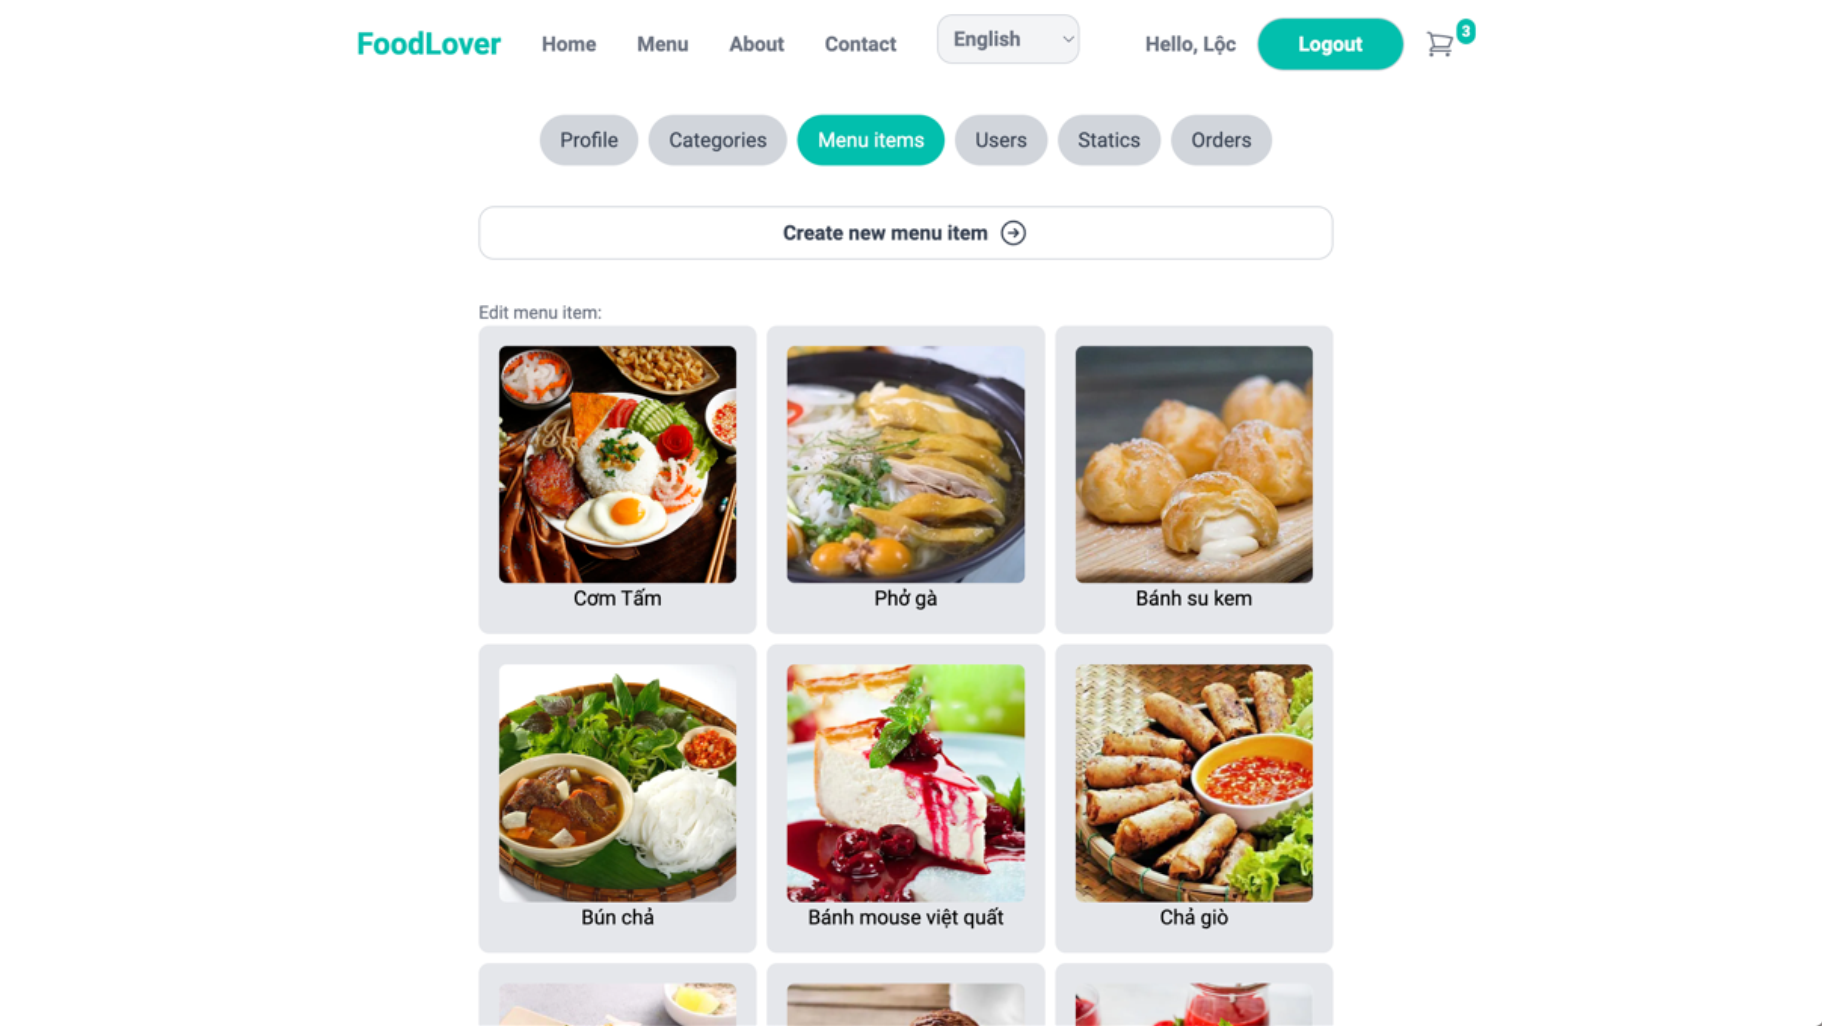 FoodLover Home Menu About Contact English Hello, Lộc Logout 3
Profile Categories Menu items Users Statics Orders
Create new menu item
Edit menu item:
Cơm Tấm Phở gà Bánh su kem
Bún chả Bánh mouse việt quất Chả giò